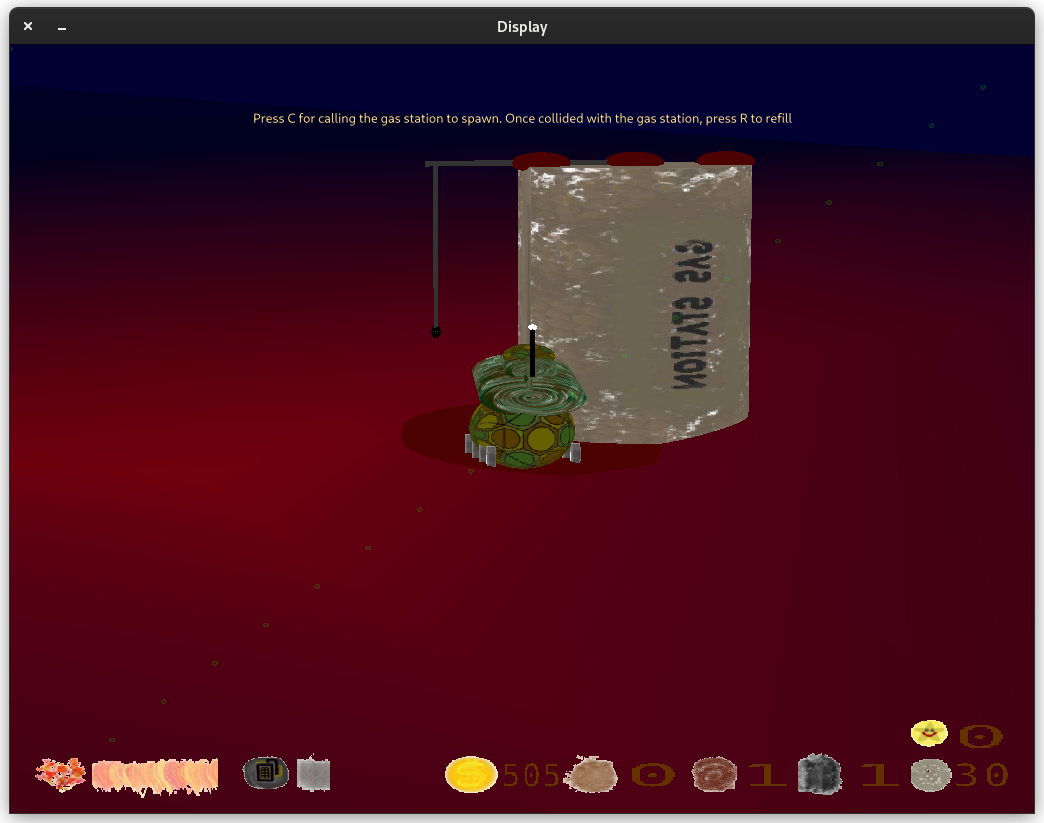 Display
Press C for calling the gas station to spawn. Once collided with the gas station, press R to refill
GAS STATION
0
505 0 1 1 30